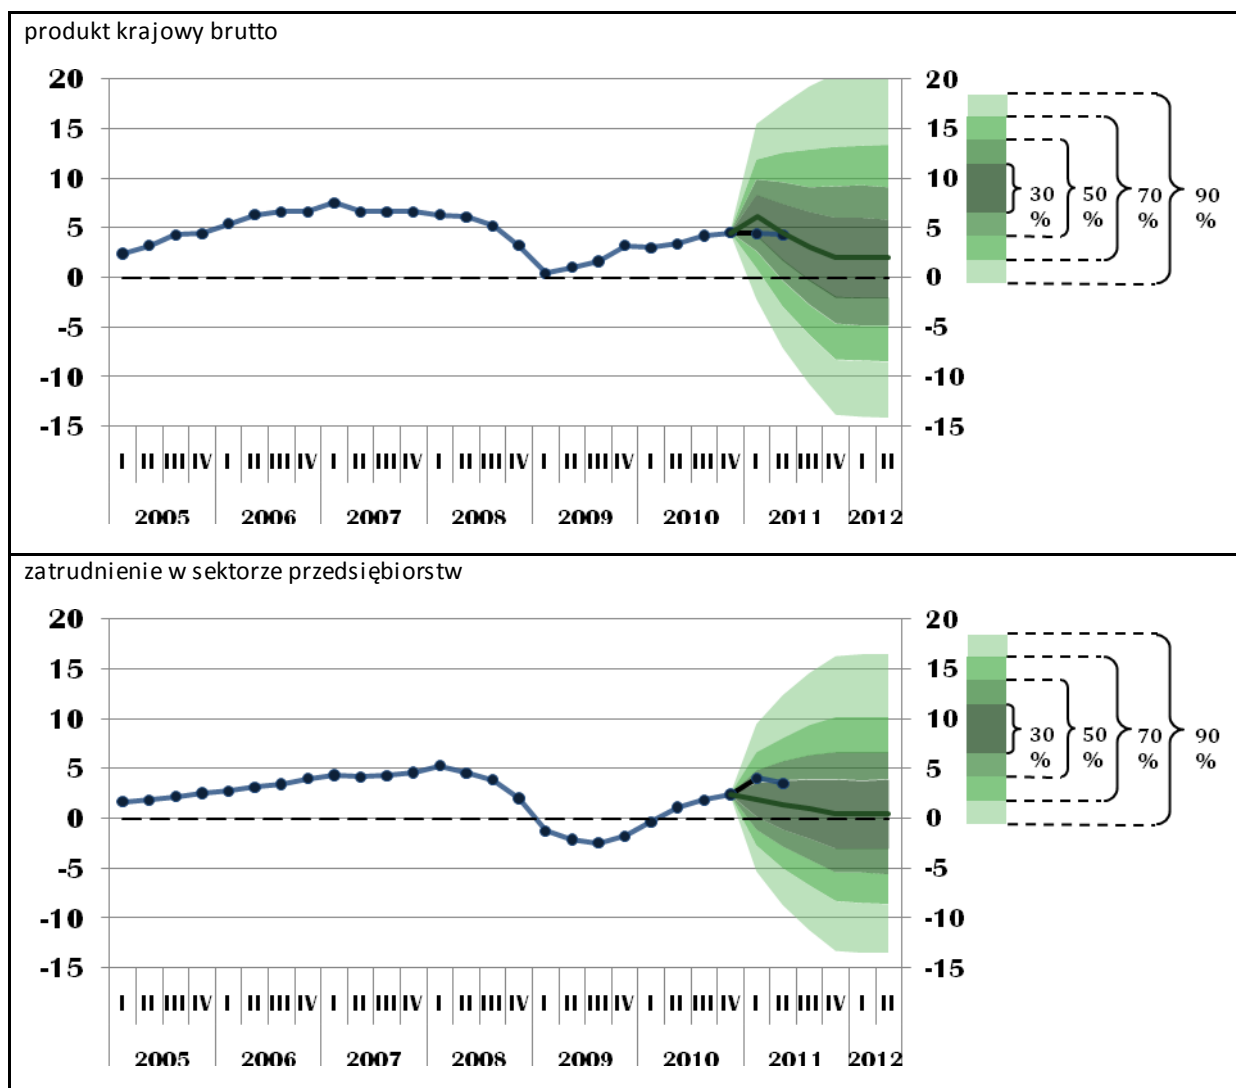 produkt krajowy brutto
20 20
15 15
10 10
5 5
0 0
-5 -5
-10 -10
-15 -15
30 % 50 % 70 % 90 %
I II III IV I II III IV I II III IV I II III IV I II III IV I II III IV I II III IV I II
2005 2006 2007 2008 2009 2010 2011 2012
zatrudnienie w sektorze przedsiębiorstw
20 20
15 15
10 10
5 5
0 0
-5 -5
-10 -10
-15 -15
30 % 50 % 70 % 90 %
I II III IV I II III IV I II III IV I II III IV I II III IV I II III IV I II III IV I II
2005 2006 2007 2008 2009 2010 2011 2012